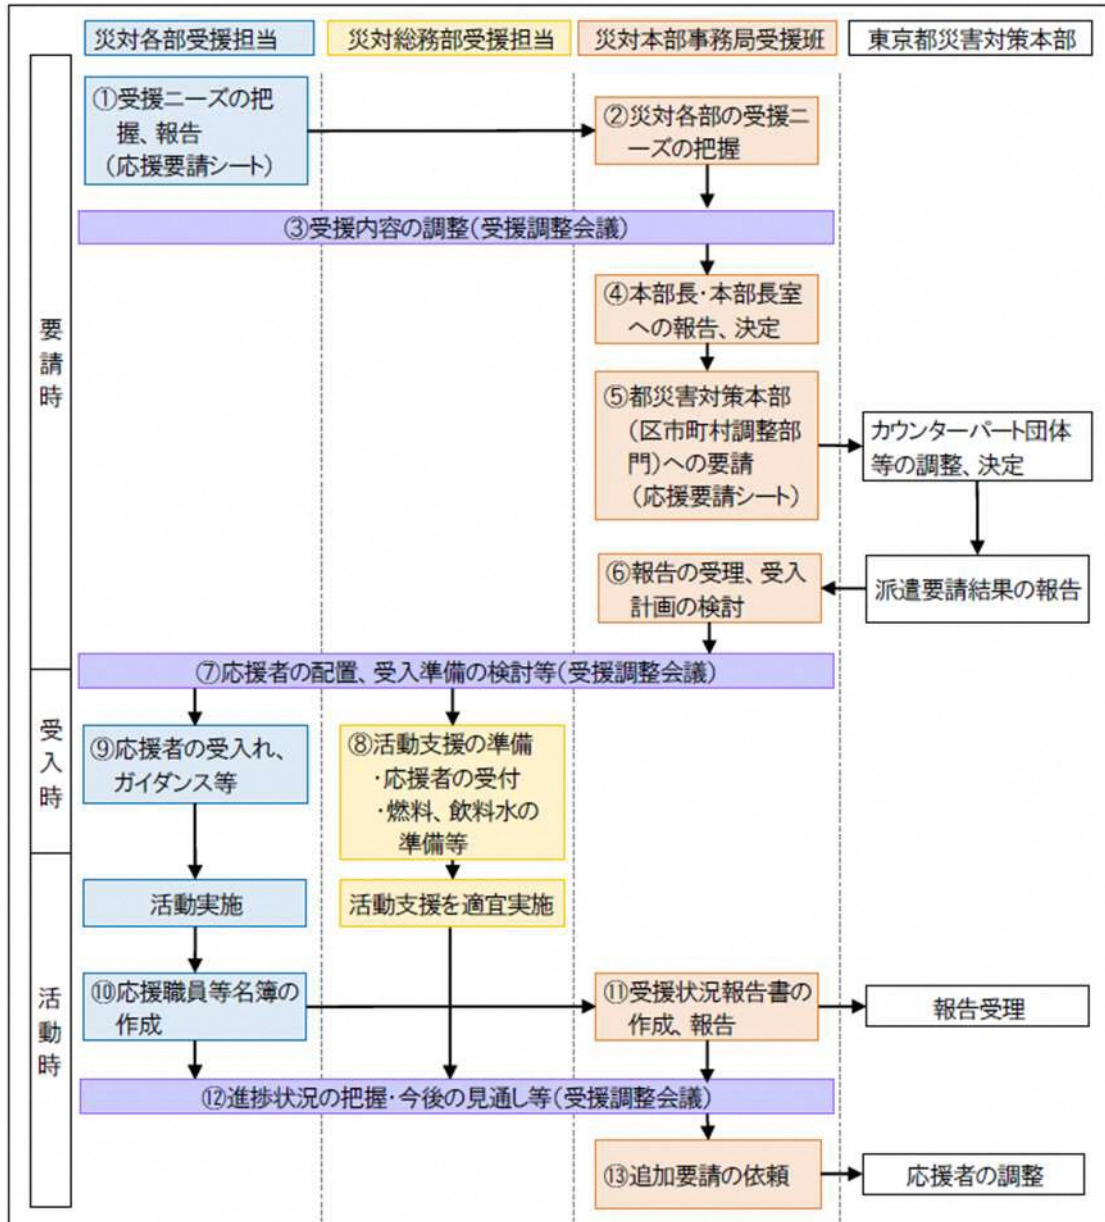 災対各部受援担当
災対総務部受援担当
災対本部事務局受援班
東京都災害対策本部
要請時
①受援ニーズの把
握、報告
(応援要請シート)
②災対各部の受援ニ
ーズの把握
③受援内容の調整(受援調整会議)
④本部長・本部長室
への報告、決定
⑤都災害対策本部
(区市町村調整部
門)への要請
(応援要請シート)
カウンターパート団体
等の調整、決定
⑥報告の受理、受入
計画の検討
派遣要請結果の報告
⑦応援者の配置、受入準備の検討等(受援調整会議)
受入時
⑨応援者の受入れ、
ガイダンス等
⑧活動支援の準備
・応援者の受付
・燃料、飲料水の
準備等
活動時
活動実施
活動支援を適宜実施
⑩応援職員等名簿の
作成
⑪受援状況報告書の
作成、報告
報告受理
⑫進捗状況の把握・今後の見通し等(受援調整会議)
⑬追加要請の依頼
応援者の調整